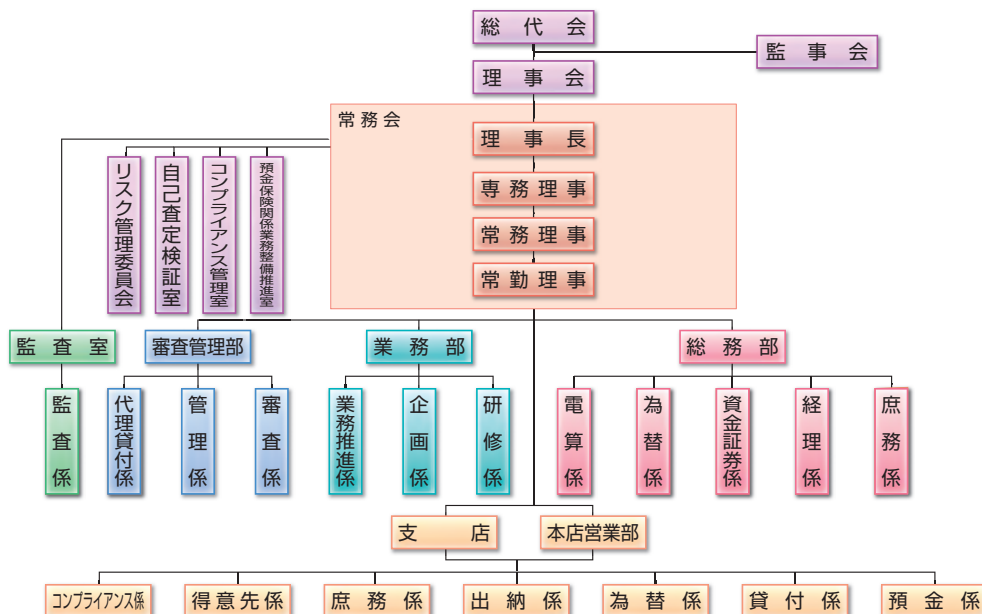 総代会
監事会
理事会
常務会
理事長
専務理事
常務理事
常勤理事
リスク管理委員会
自己査定検証室
コンプライアンス管理室
預金保険関係業務整備推進室
監査室
審査管理部
業務部
総務部
監査係
代理貸付係
管理係
審査係
業務推進係
企画係
研修係
電算係
為替係
資金証券係
経理係
庶務係
支店
本店営業部
コンプライアンス係
得意先係
庶務係
出納係
為替係
貸付係
預金係